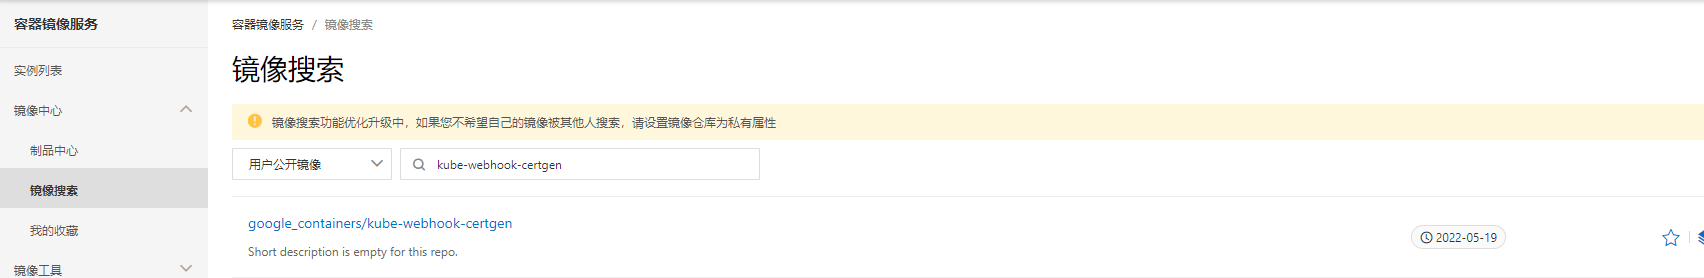 容器镜像服务
实例列表
镜像中心
制品中心
镜像搜索
我的收藏
镜像工具
容器镜像服务 / 镜像搜索
镜像搜索
镜像搜索功能优化升级中，如果您不希望自己的镜像被其他人搜索，请设置镜像仓库为私有属性
用户公开镜像
kube-webhook-certgen
google_containers/kube-webhook-certgen
2022-05-19
Short description is empty for this repo.